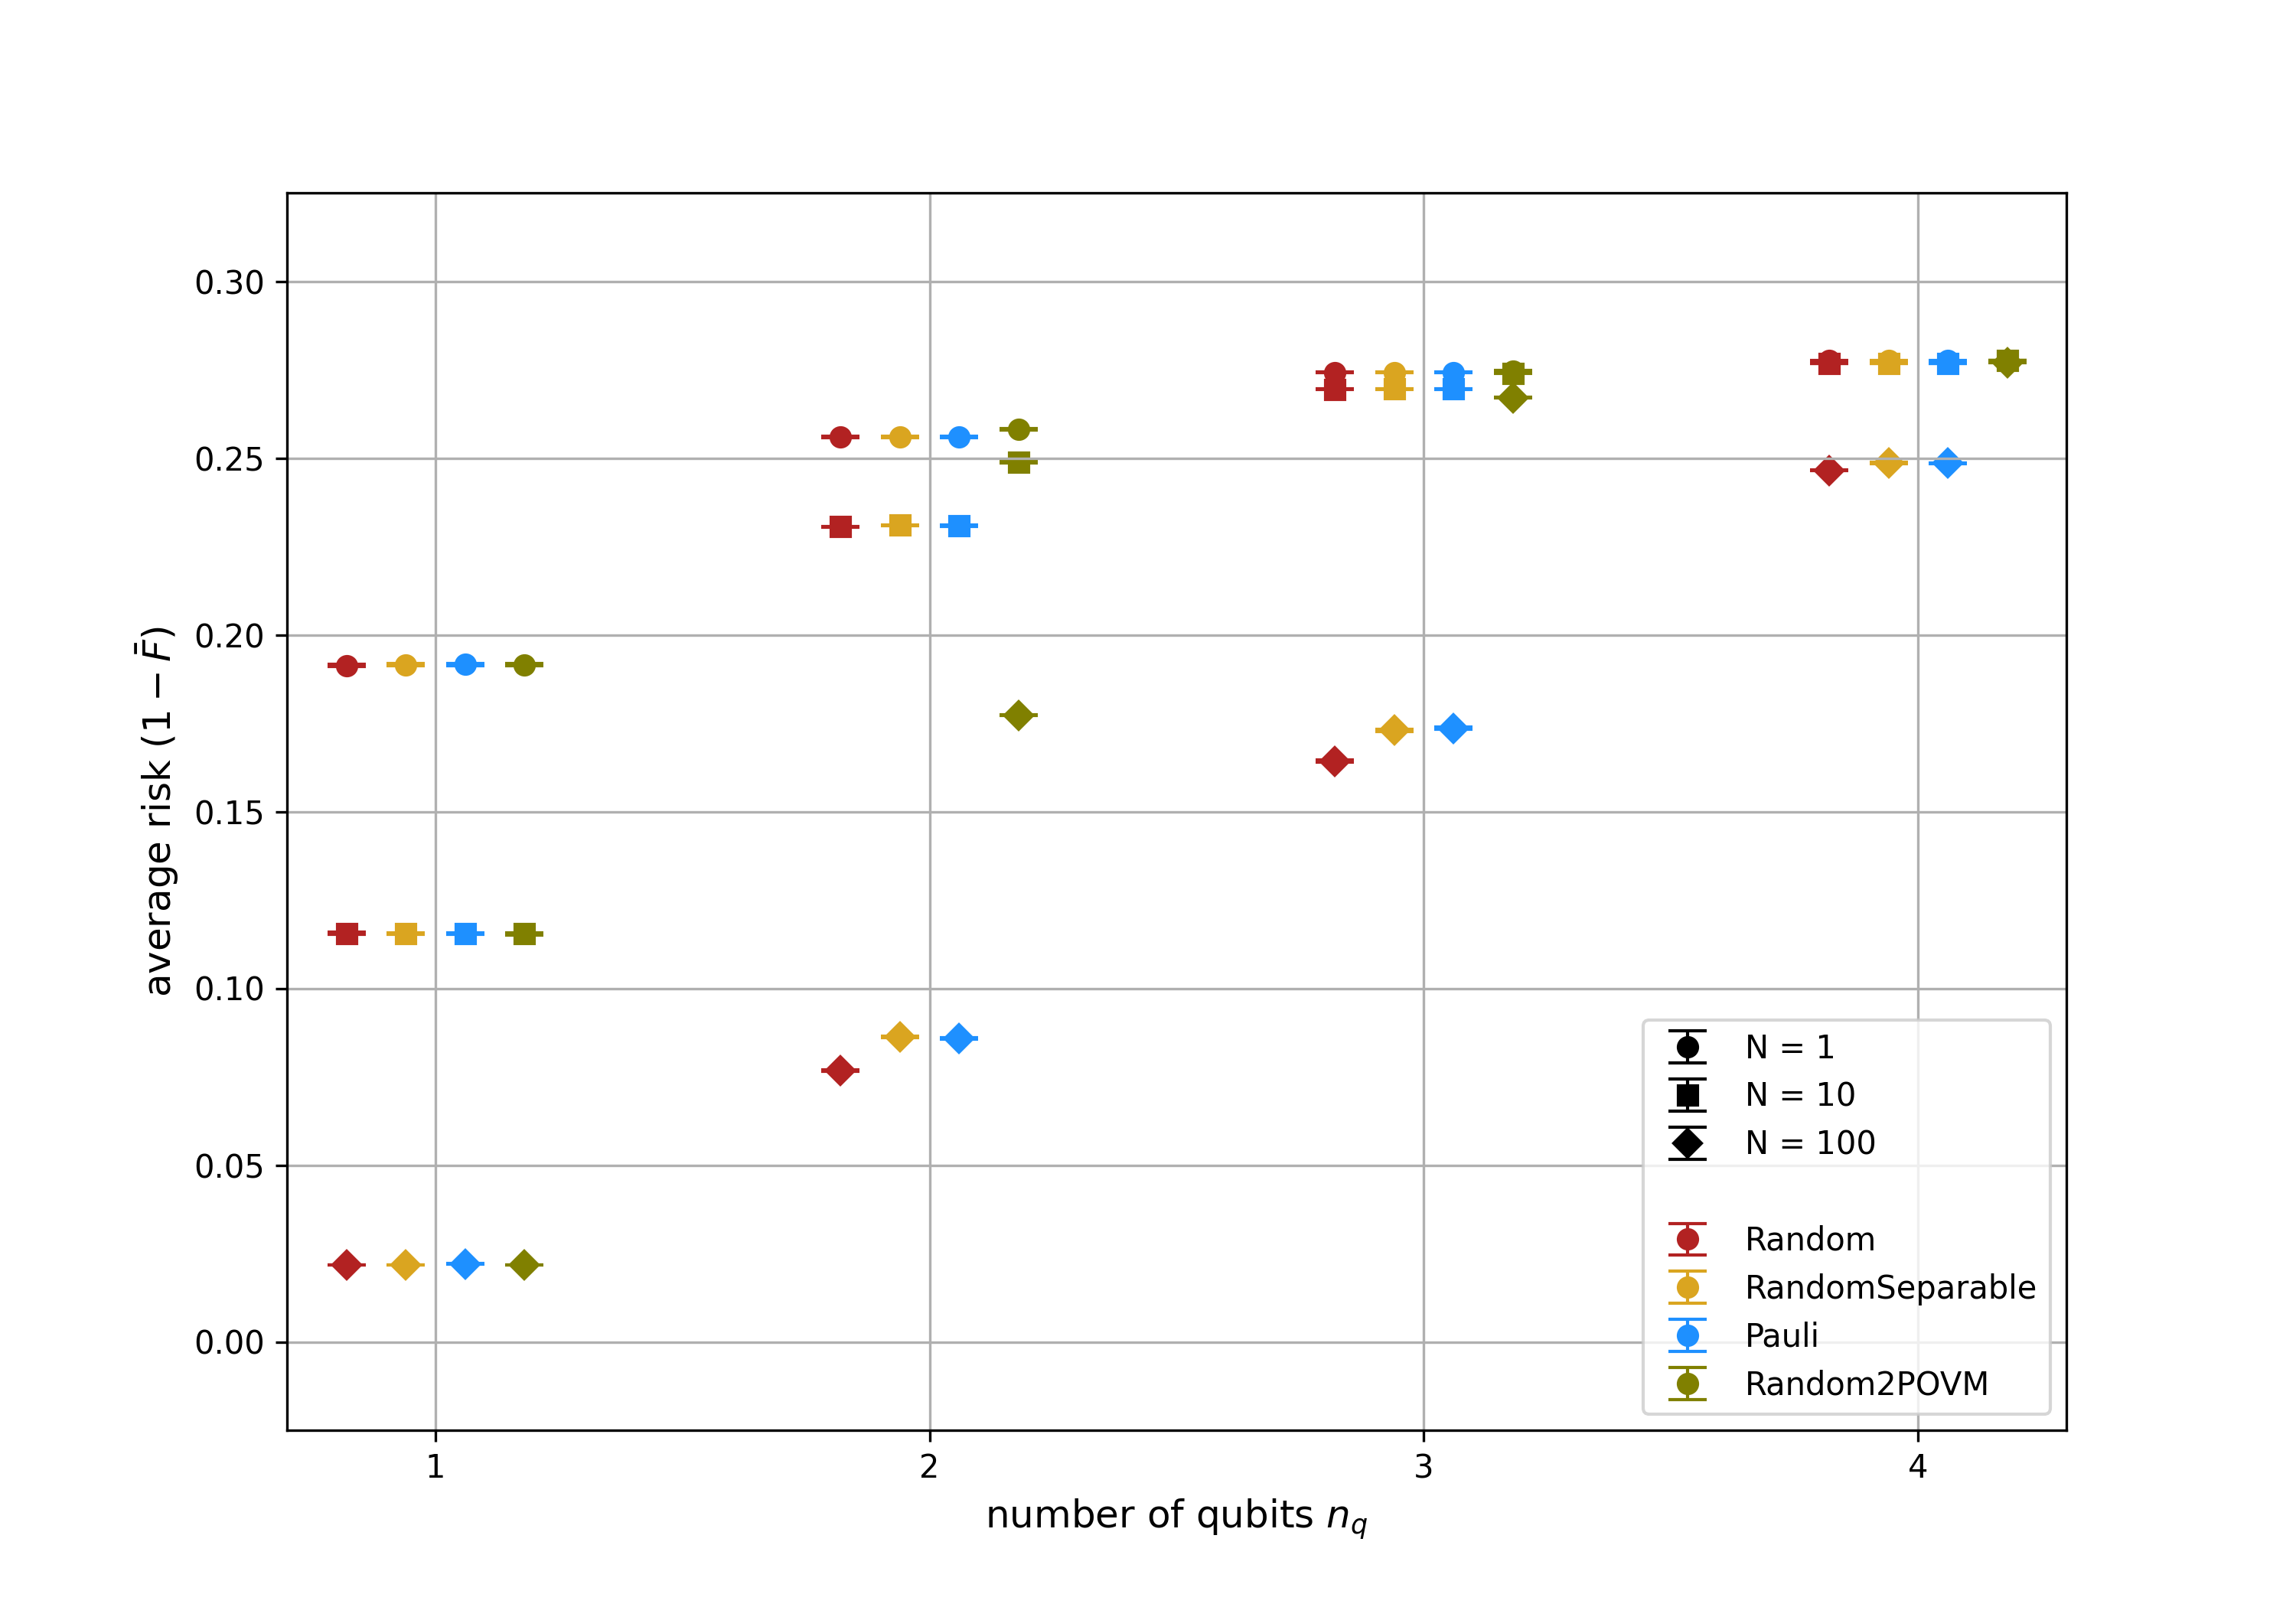 0.30
0.25
0.20
0.15
0.10
0.05
0.00
average risk (1 − F̄)
1
2
3
4
number of qubits n_q
N = 1
N = 10
N = 100
Random
RandomSeparable
Pauli
Random2POVM